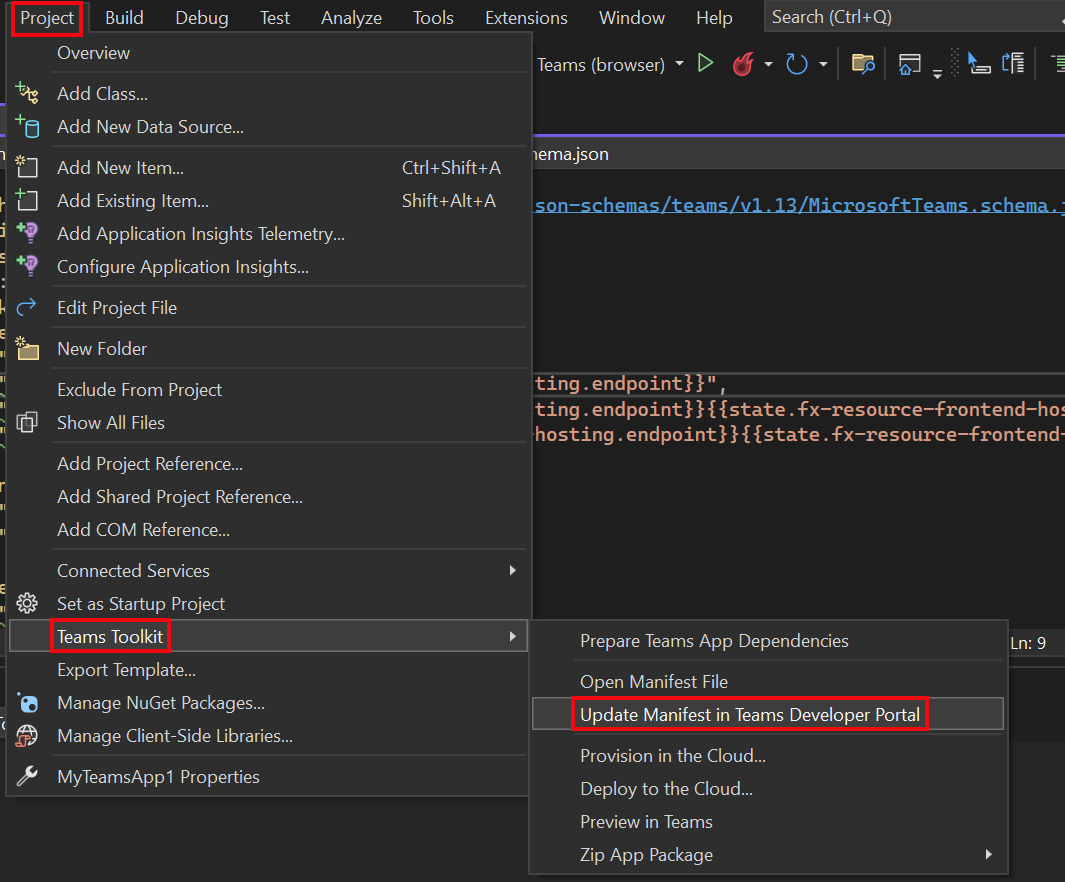 Project Build Debug Test Analyze Tools Extensions Window Help Search (Ctrl+Q)
Overview
Teams (browser)
Add Class...
Add New Data Source...
hema.json
Add New Item... Ctrl+Shift+A
Add Existing Item... Shift+Alt+A
son-schemas/teams/v1.13/MicrosoftTeams.schema.j
Add Application Insights Telemetry...
Configure Application Insights...
Edit Project File
New Folder
Exclude From Project
ting.endpoint}}",
Show All Files
ting.endpoint}}{{state.fx-resource-frontend-hos
hosting.endpoint}}{{state.fx-resource-frontend-
Add Project Reference...
Add Shared Project Reference...
Add COM Reference...
Connected Services
Set as Startup Project
Teams Toolkit
Export Template...
Manage NuGet Packages...
Manage Client-Side Libraries...
MyTeamsApp1 Properties
Prepare Teams App Dependencies
Ln: 9
Open Manifest File
Update Manifest in Teams Developer Portal
Provision in the Cloud...
Deploy to the Cloud...
Preview in Teams
Zip App Package